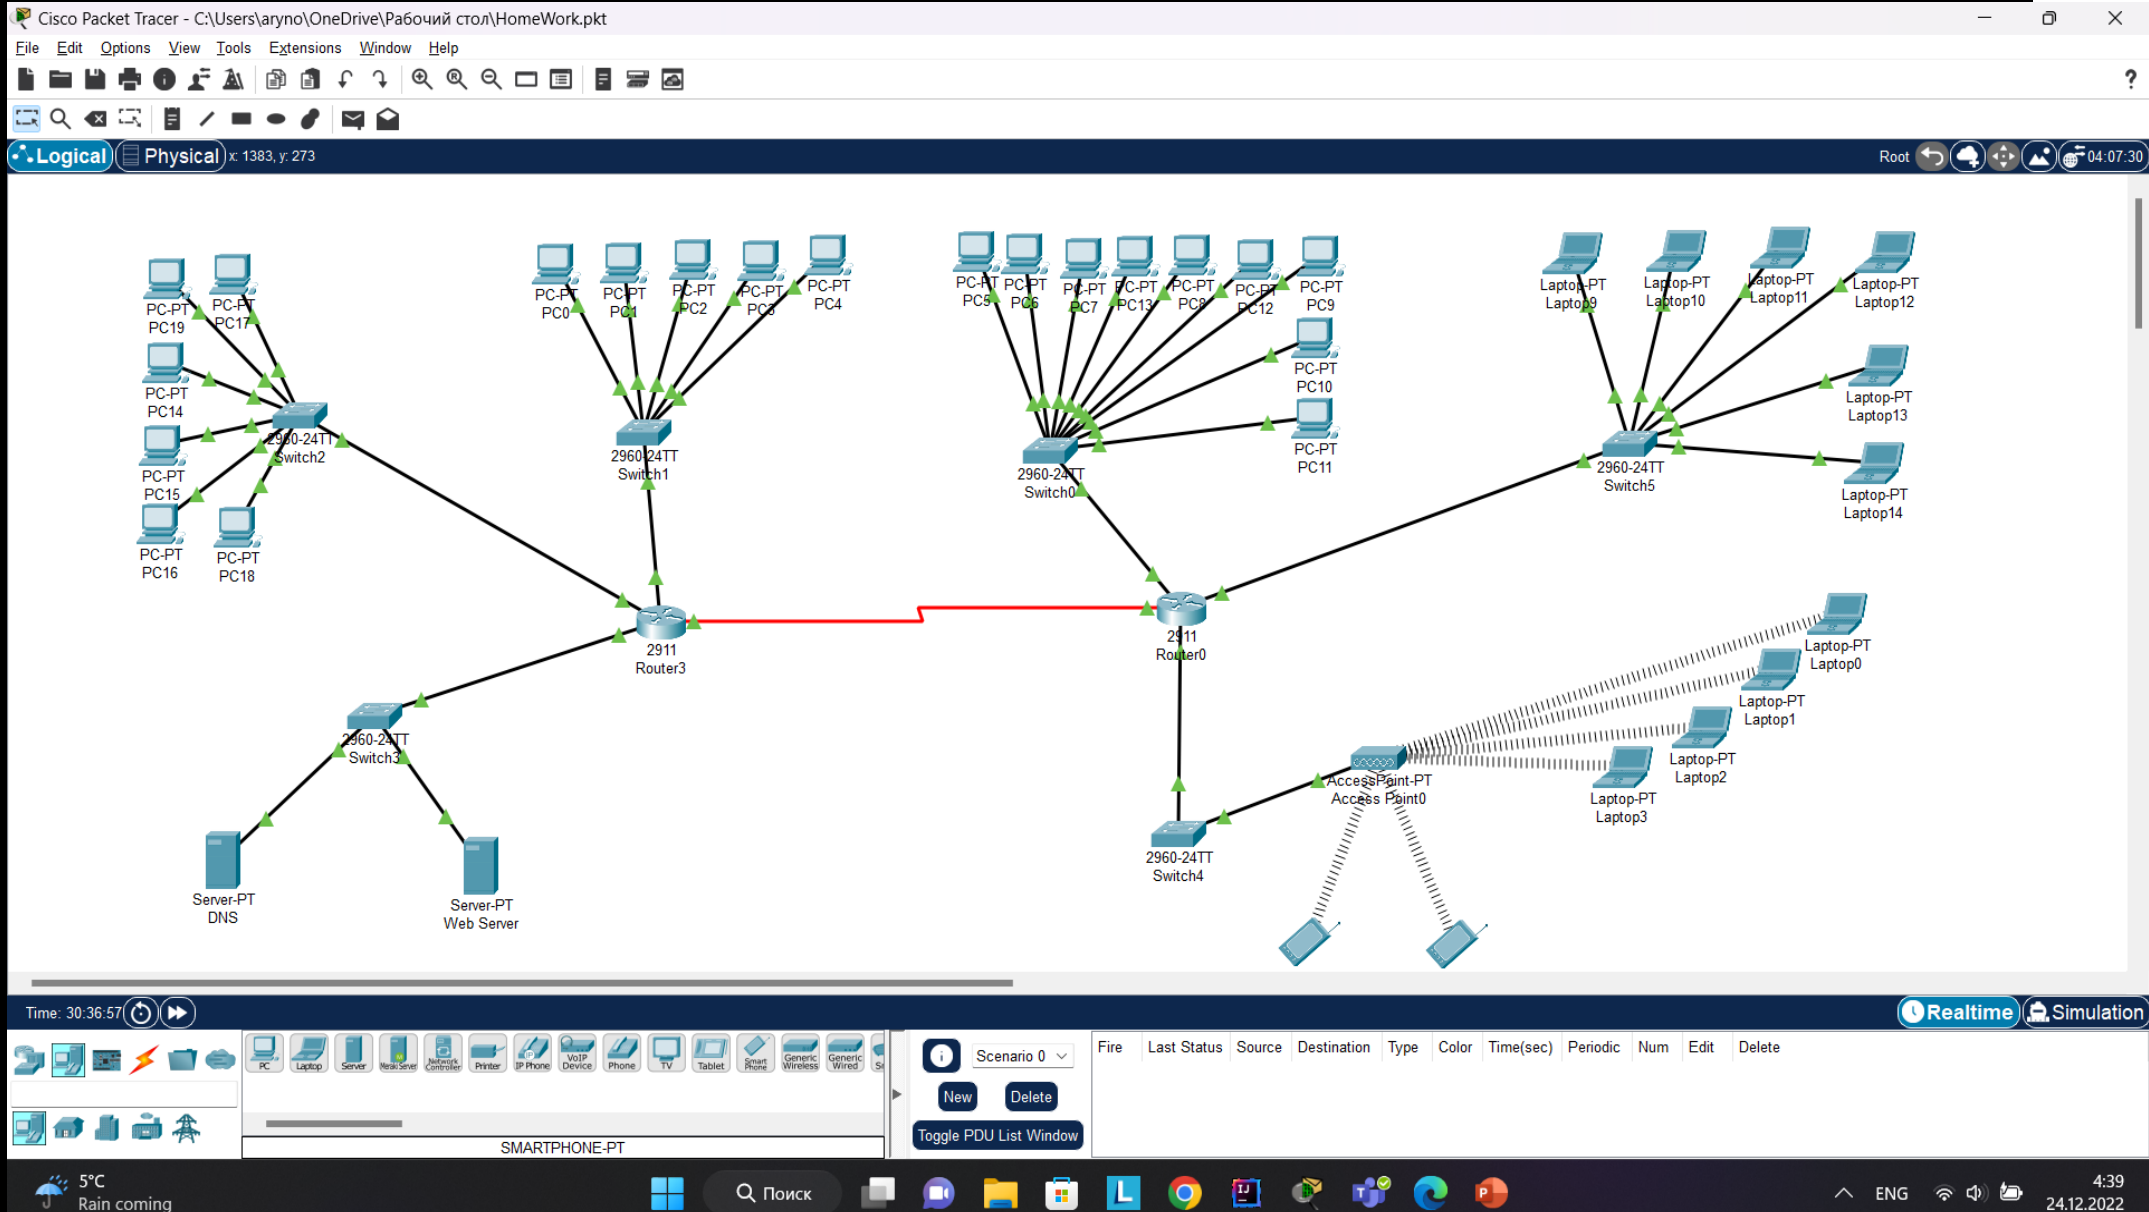 Cisco Packet Tracer - C:\Users\aryno\OneDrive\Рабочий стол\HomeWork.pkt
File Edit Options View Tools Extensions Window Help
Logical Physical x: 1383, y: 273
Root 04:07:30
PC-PT
PC19
PC-PT
PC17
PC-PT
PC14
PC-PT
PC15
PC-PT
PC16
PC-PT
PC18
2960-24TT
Switch2
PC-PT
PC0
PC-PT
PC1
PC-PT
PC2
PC-PT
PC3
PC-PT
PC4
2960-24TT
Switch1
PC-PT
PC5
PC-PT
PC6
PC-PT
PC7
PC-PT
PC13
PC-PT
PC8
PC-PT
PC12
PC-PT
PC9
PC-PT
PC10
PC-PT
PC11
2960-24TT
Switch0
Laptop-PT
Laptop9
Laptop-PT
Laptop10
Laptop-PT
Laptop11
Laptop-PT
Laptop12
Laptop-PT
Laptop13
Laptop-PT
Laptop14
2960-24TT
Switch5
2911
Router3
2911
Router0
2960-24TT
Switch3
Server-PT
DNS
Server-PT
Web Server
2960-24TT
Switch4
AccessPoint-PT
Access Point0
Laptop-PT
Laptop0
Laptop-PT
Laptop1
Laptop-PT
Laptop2
Laptop-PT
Laptop3
Time: 30:36:57
Realtime Simulation
PC Laptop Server Meraki Server Network Controller Printer IP Phone VoIP Device Phone TV Tablet Smart Phone Generic Wireless Generic Wired
SMARTPHONE-PT
Scenario 0
New Delete
Toggle PDU List Window
Fire Last Status Source Destination Type Color Time(sec) Periodic Num Edit Delete
5°C
Rain coming
Поиск
ENG
4:39
24.12.2022